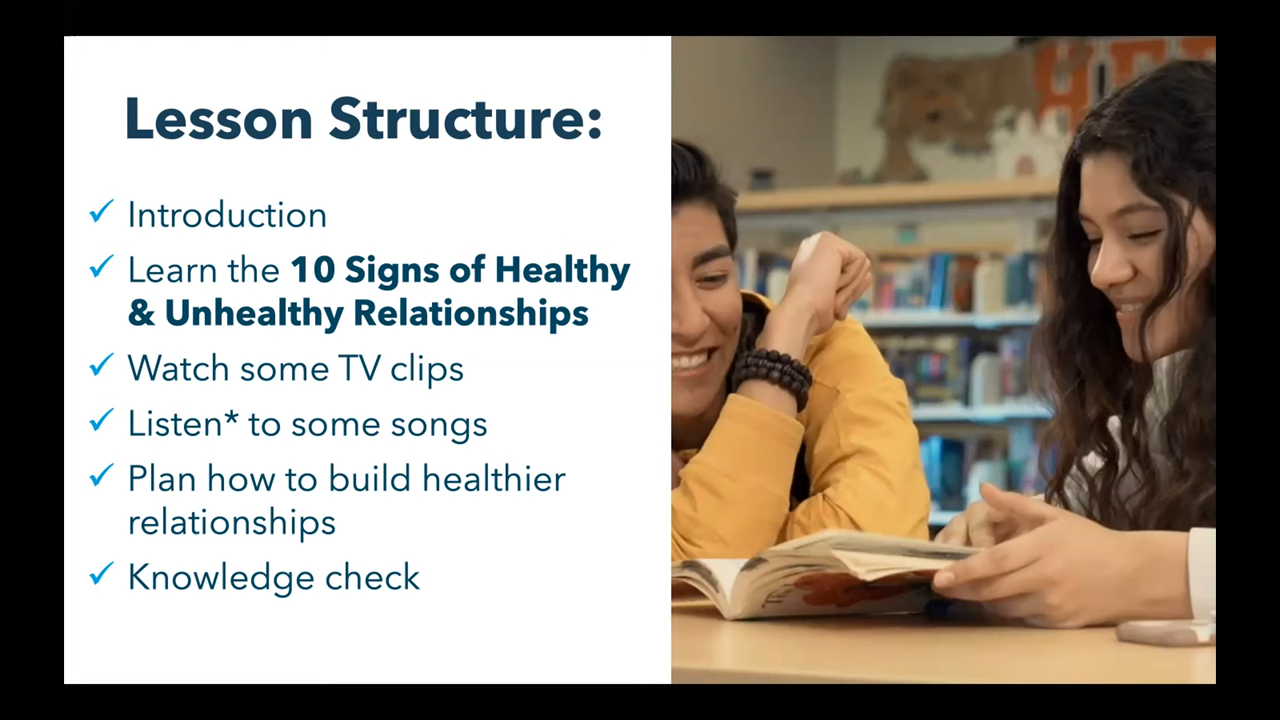 Lesson Structure:
✓ Introduction
✓ Learn the 10 Signs of Healthy
& Unhealthy Relationships
✓ Watch some TV clips
✓ Listen* to some songs
✓ Plan how to build healthier
relationships
✓ Knowledge check